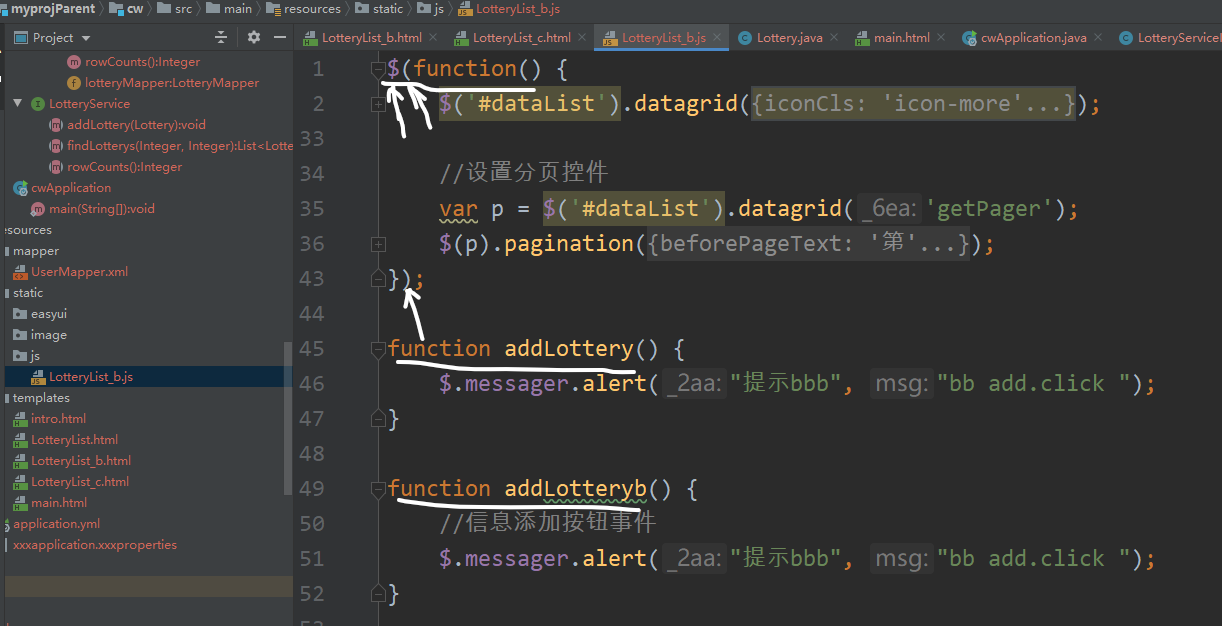 myprojParent cw src main resources static js LotteryList_b.js
Project
LotteryList_b.html LotteryList_c.html LotteryList_b.js Lottery.java main.html cwApplication.java LotteryServiceI
rowCounts():Integer
lotteryMapper:LotteryMapper
LotteryService
addLottery(Lottery):void
findLotterys(Integer, Integer):List<Lotte
rowCounts():Integer
cwApplication
main(String[]):void
esources
mapper
UserMapper.xml
static
easyui
image
js
LotteryList_b.js
templates
intro.html
LotteryList.html
LotteryList_b.html
LotteryList_c.html
main.html
application.yml
xxxapplication.xxxproperties
1 $(function() {
2 $('#dataList').datagrid({iconCls: 'icon-more'...});
33
34 //设置分页控件
35 var p = $('#dataList').datagrid( _6ea: 'getPager');
36 $(p).pagination({beforePageText: '第'...});
43 });
44
45 function addLottery() {
46 $.messager.alert( _2aa: "提示bbb", msg: "bb add.click ");
47 }
48
49 function addLotteryb() {
50 //信息添加按钮事件
51 $.messager.alert( _2aa: "提示bbb", msg: "bb add.click ");
52 }